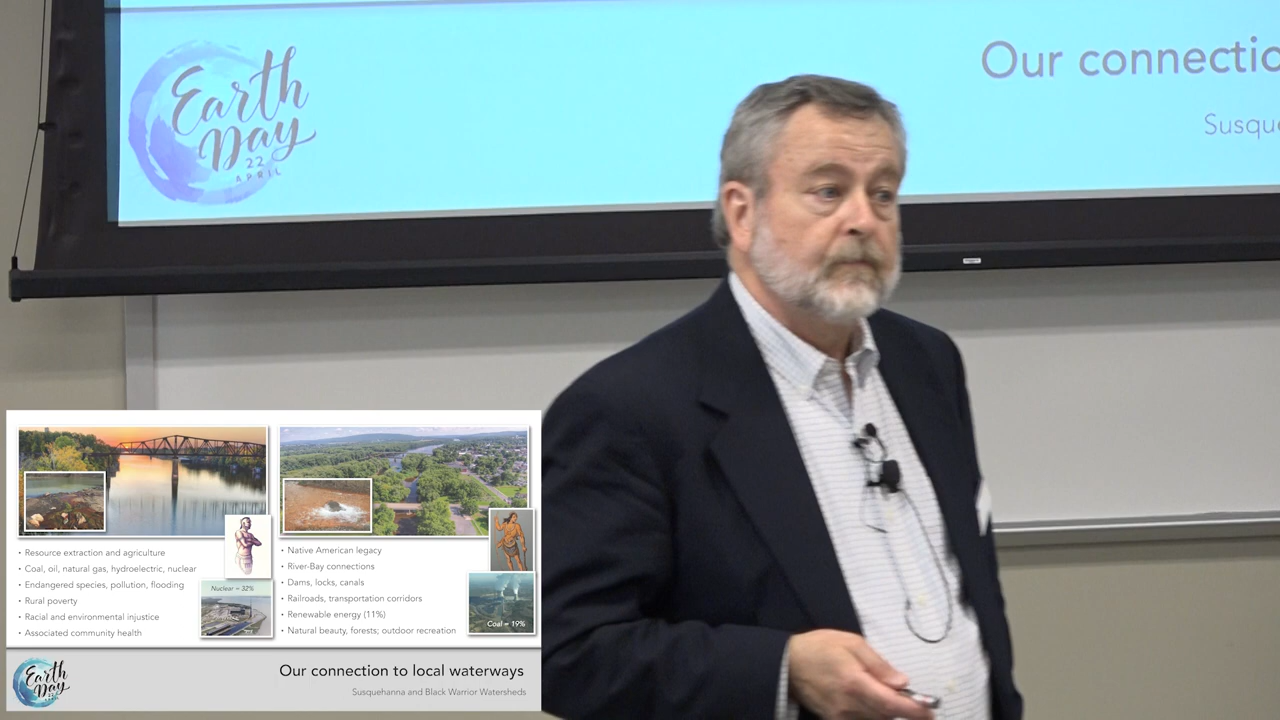 Earth
Day
22
APRIL
Our connectio
Susque
• Resource extraction and agriculture
• Coal, oil, natural gas, hydroelectric, nuclear
• Endangered species, pollution, flooding
• Rural poverty
• Racial and environmental injustice
• Associated community health
Nuclear = 32%
• Native American legacy
• River-Bay connections
• Dams, locks, canals
• Railroads, transportation corridors
• Renewable energy (11%)
• Natural beauty, forests; outdoor recreation
Coal = 19%
Earth
Day
22
APRIL
Our connection to local waterways
Susquehanna and Black Warrior Watersheds